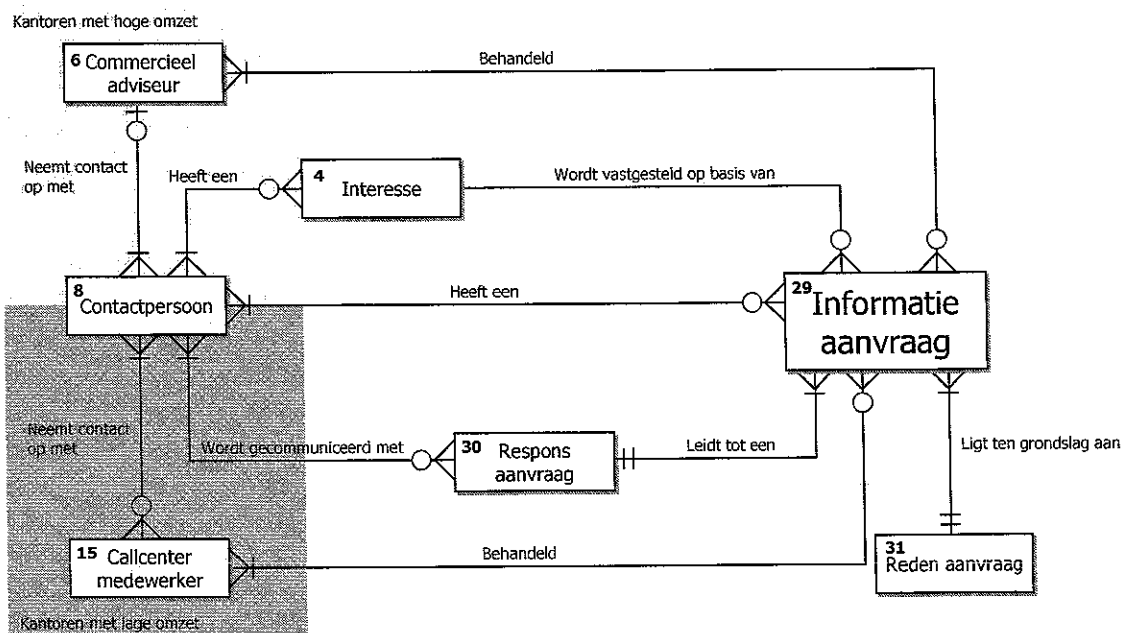 Kantoren met hoge omzet
6 Commercieel
adviseur
Behandeld
Neemt contact
op met
Heeft een
4
Interesse
Wordt vastgesteld op basis van
8
Contactpersoon
Heeft een
29
Informatie
aanvraag
Neemt contact
op met
Wordt gecommuniceerd met
30 Respons
aanvraag
Leidt tot een
Ligt ten grondslag aan
15 Callcenter
medewerker
Behandeld
31
Reden aanvraag
Kantoren met lage omzet